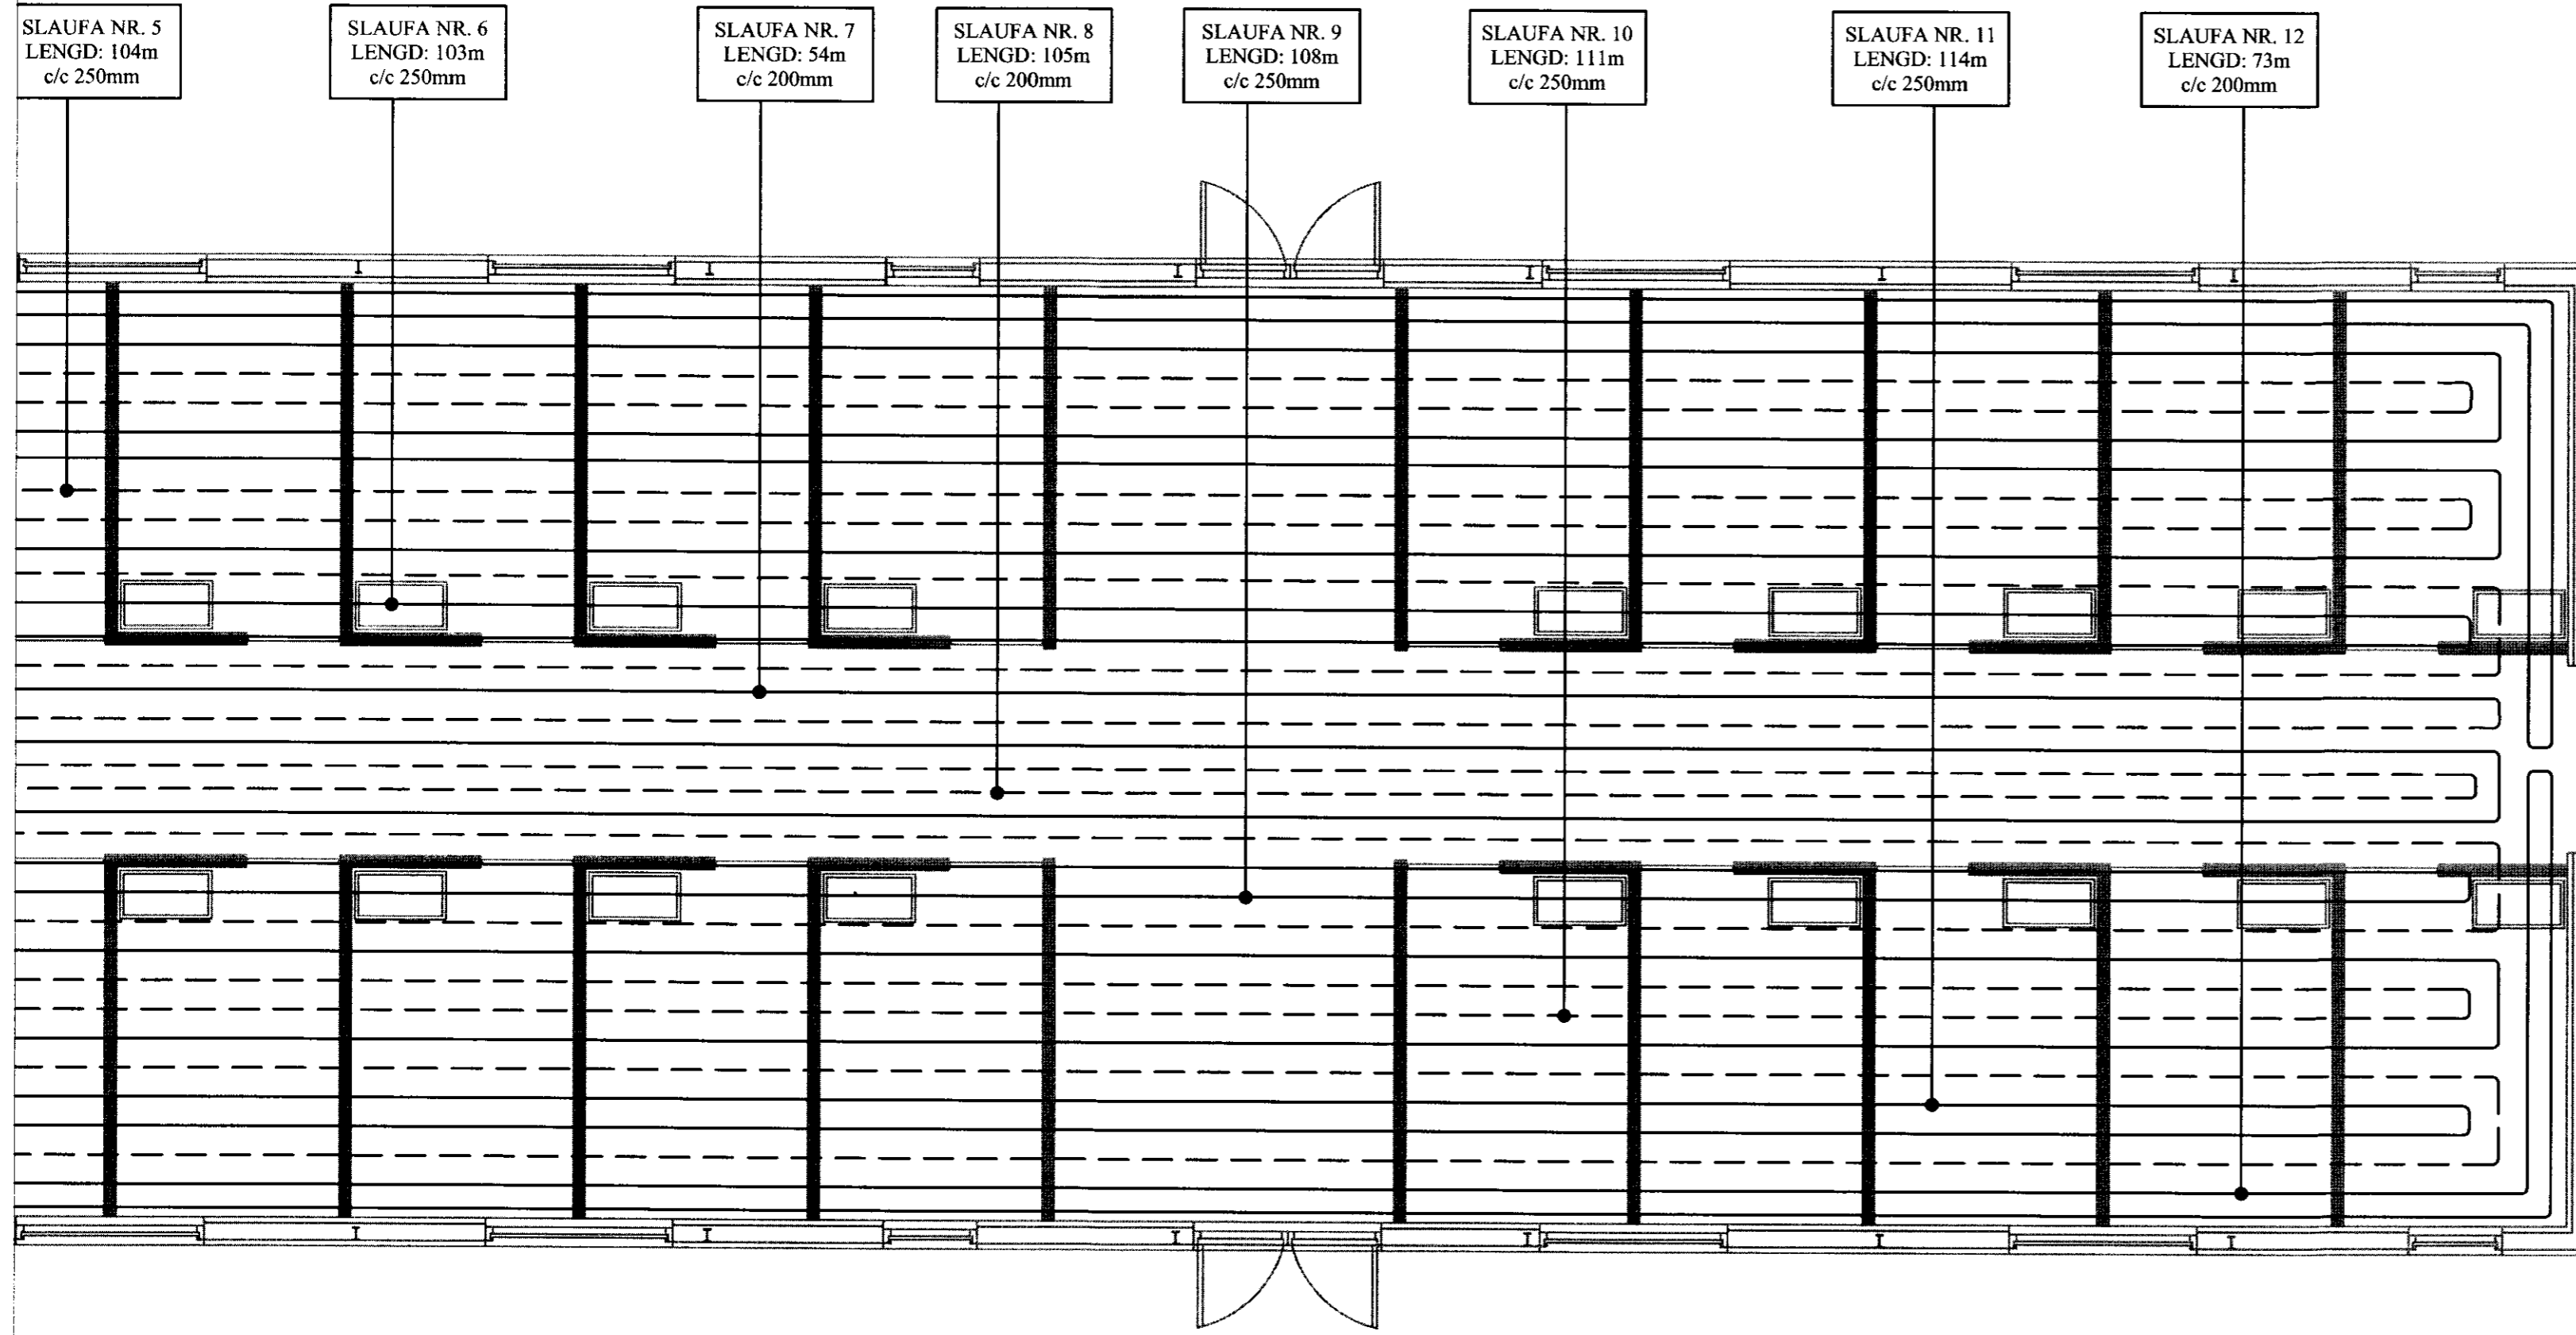 SLAUFA NR. 5
LENGD: 104m
c/c 250mm
SLAUFA NR. 6
LENGD: 103m
c/c 250mm
SLAUFA NR. 7
LENGD: 54m
c/c 200mm
SLAUFA NR. 8
LENGD: 105m
c/c 200mm
SLAUFA NR. 9
LENGD: 108m
c/c 250mm
SLAUFA NR. 10
LENGD: 111m
c/c 250mm
SLAUFA NR. 11
LENGD: 114m
c/c 250mm
SLAUFA NR. 12
LENGD: 73m
c/c 200mm